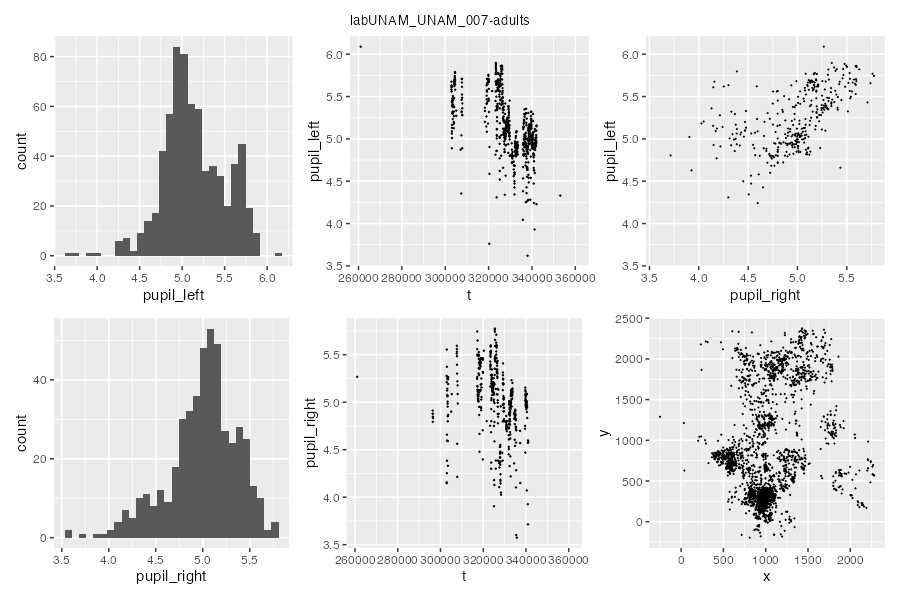 labUNAM_UNAM_007-adults
80
60
40
20
0
count
3.5 4.0 4.5 5.0 5.5 6.0
pupil_left
6.0
5.5
5.0
4.5
4.0
3.5
pupil_left
260000 280000 300000 320000 340000 360000
t
6.0
5.5
5.0
4.5
4.0
3.5
pupil_left
3.5 4.0 4.5 5.0 5.5
pupil_right
40
20
0
count
3.5 4.0 4.5 5.0 5.5
pupil_right
5.5
5.0
4.5
4.0
3.5
pupil_right
260000 280000 300000 320000 340000 360000
t
2500
2000
1500
1000
500
0
y
0 500 1000 1500 2000
x